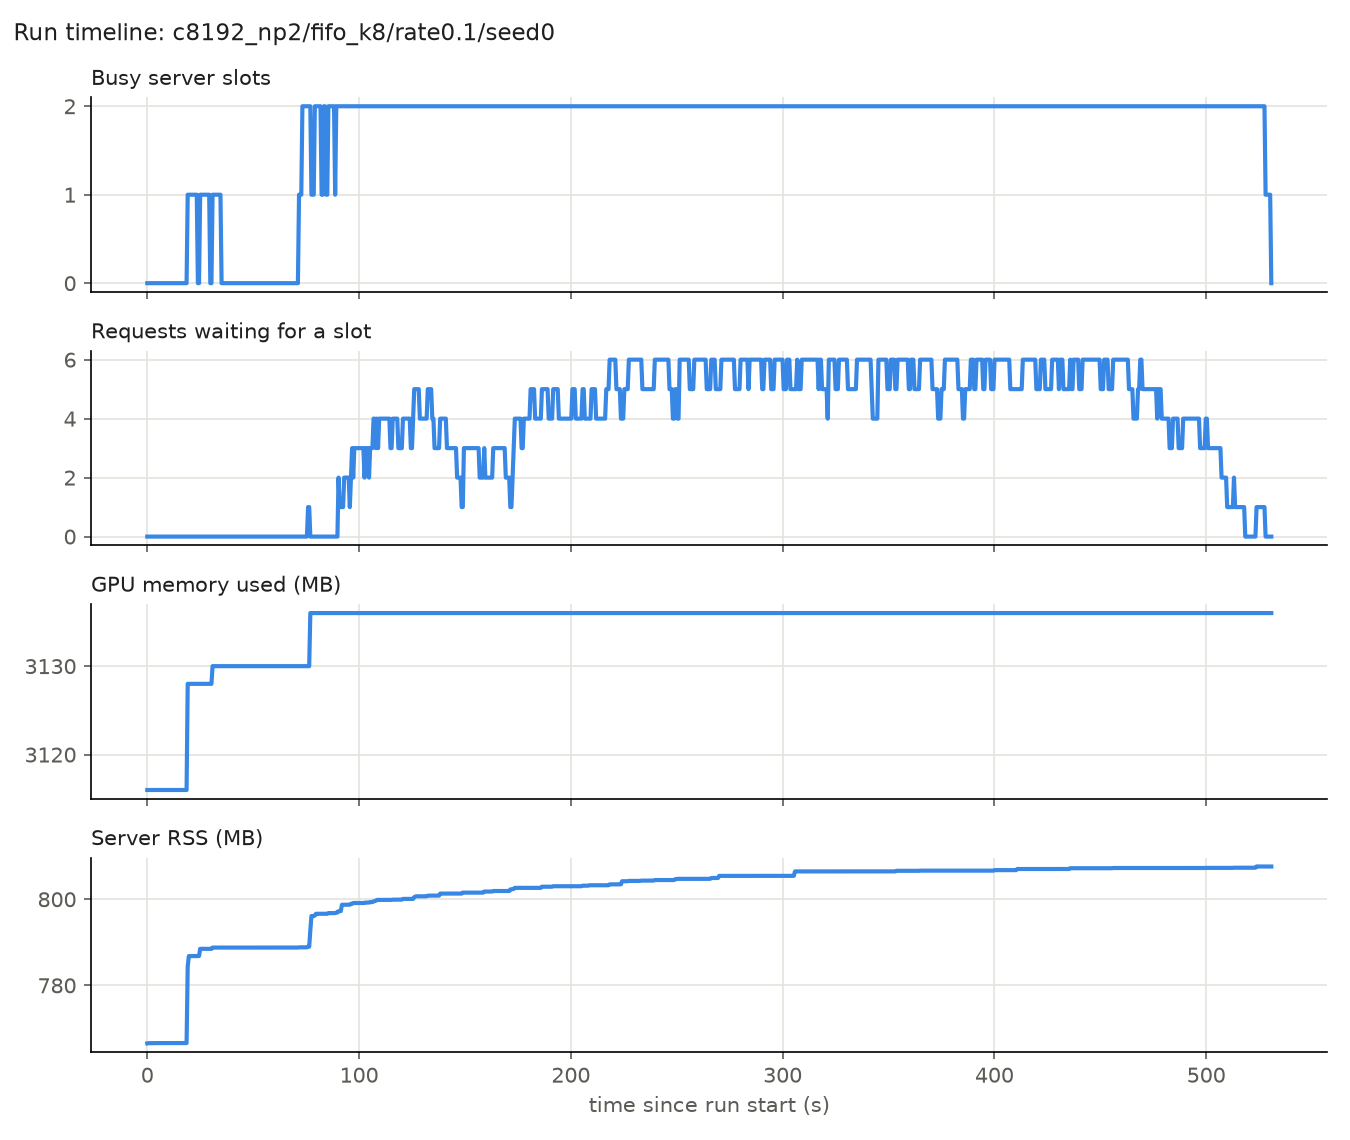 Run timeline: c8192_np2/fifo_k8/rate0.1/seed0
Busy server slots
2
1
0
Requests waiting for a slot
6
4
2
0
GPU memory used (MB)
3130
3120
Server RSS (MB)
800
780
0 100 200 300 400 500
time since run start (s)